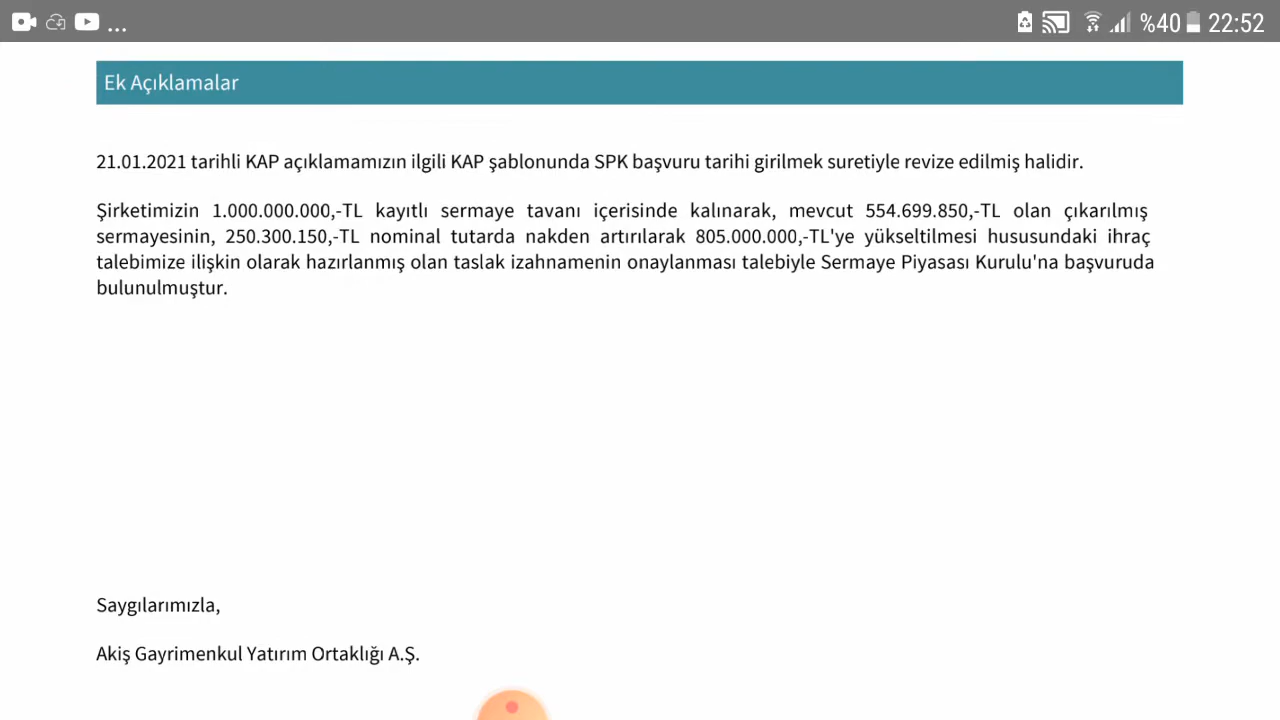 ... %40 22:52
Ek Açıklamalar
21.01.2021 tarihli KAP açıklamamızın ilgili KAP şablonunda SPK başvuru tarihi girilmek suretiyle revize edilmiş halidir.
Şirketimizin 1.000.000.000,-TL kayıtlı sermaye tavanı içerisinde kalınarak, mevcut 554.699.850,-TL olan çıkarılmış
sermayesinin, 250.300.150,-TL nominal tutarda nakden artırılarak 805.000.000,-TL'ye yükseltilmesi hususundaki ihraç
talebimize ilişkin olarak hazırlanmış olan taslak izahnamenin onaylanması talebiyle Sermaye Piyasası Kurulu'na başvuruda
bulunulmuştur.
Saygılarımızla,
Akiş Gayrimenkul Yatırım Ortaklığı A.Ş.